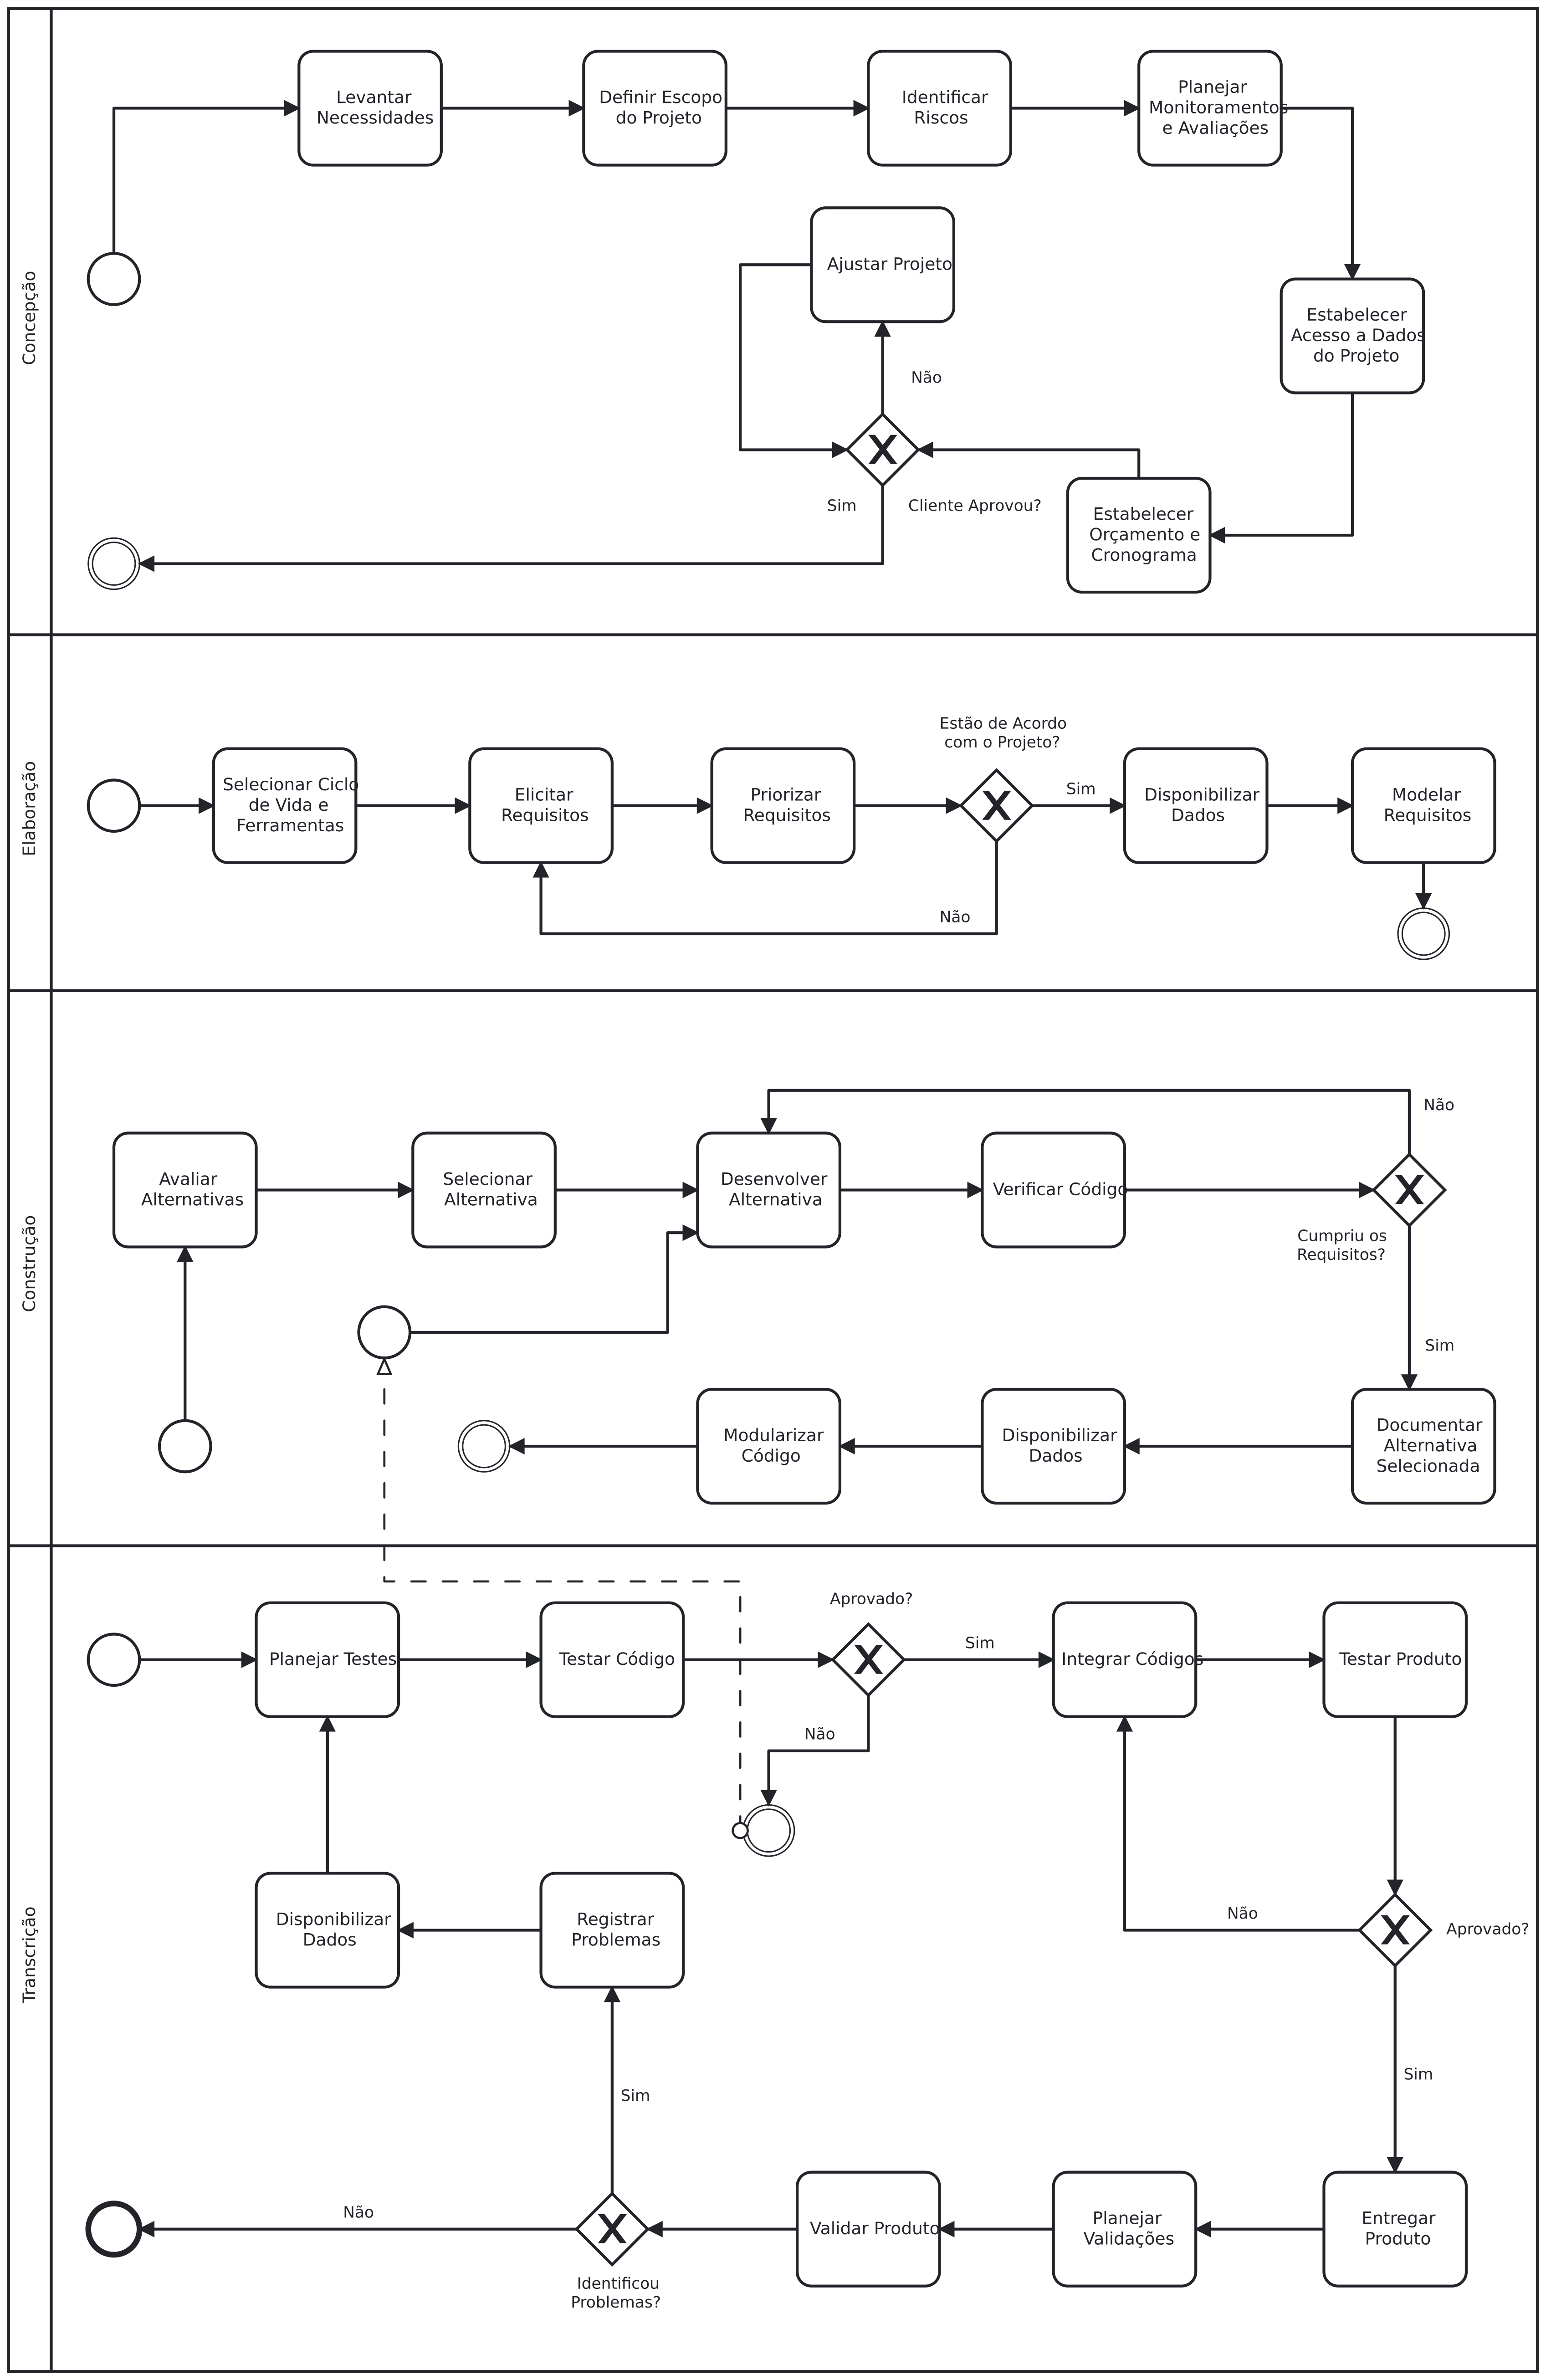 Concepção
Levantar
Necessidades
Definir Escopo
do Projeto
Identificar
Riscos
Planejar
Monitoramentos
e Avaliações
Ajustar Projeto
Estabelecer
Acesso a Dados
do Projeto
Não
Sim
Cliente Aprovou?
Estabelecer
Orçamento e
Cronograma
Elaboração
Selecionar Ciclo
de Vida e
Ferramentas
Elicitar
Requisitos
Priorizar
Requisitos
Estão de Acordo
com o Projeto?
Sim
Não
Disponibilizar
Dados
Modelar
Requisitos
Construção
Avaliar
Alternativas
Selecionar
Alternativa
Desenvolver
Alternativa
Verificar Código
Não
Cumpriu os
Requisitos?
Sim
Modularizar
Código
Disponibilizar
Dados
Documentar
Alternativa
Selecionada
Transcrição
Planejar Testes
Testar Código
Aprovado?
Sim
Não
Integrar Códigos
Testar Produto
Disponibilizar
Dados
Registrar
Problemas
Não
Aprovado?
Sim
Sim
Não
Identificou
Problemas?
Validar Produto
Planejar
Validações
Entregar
Produto